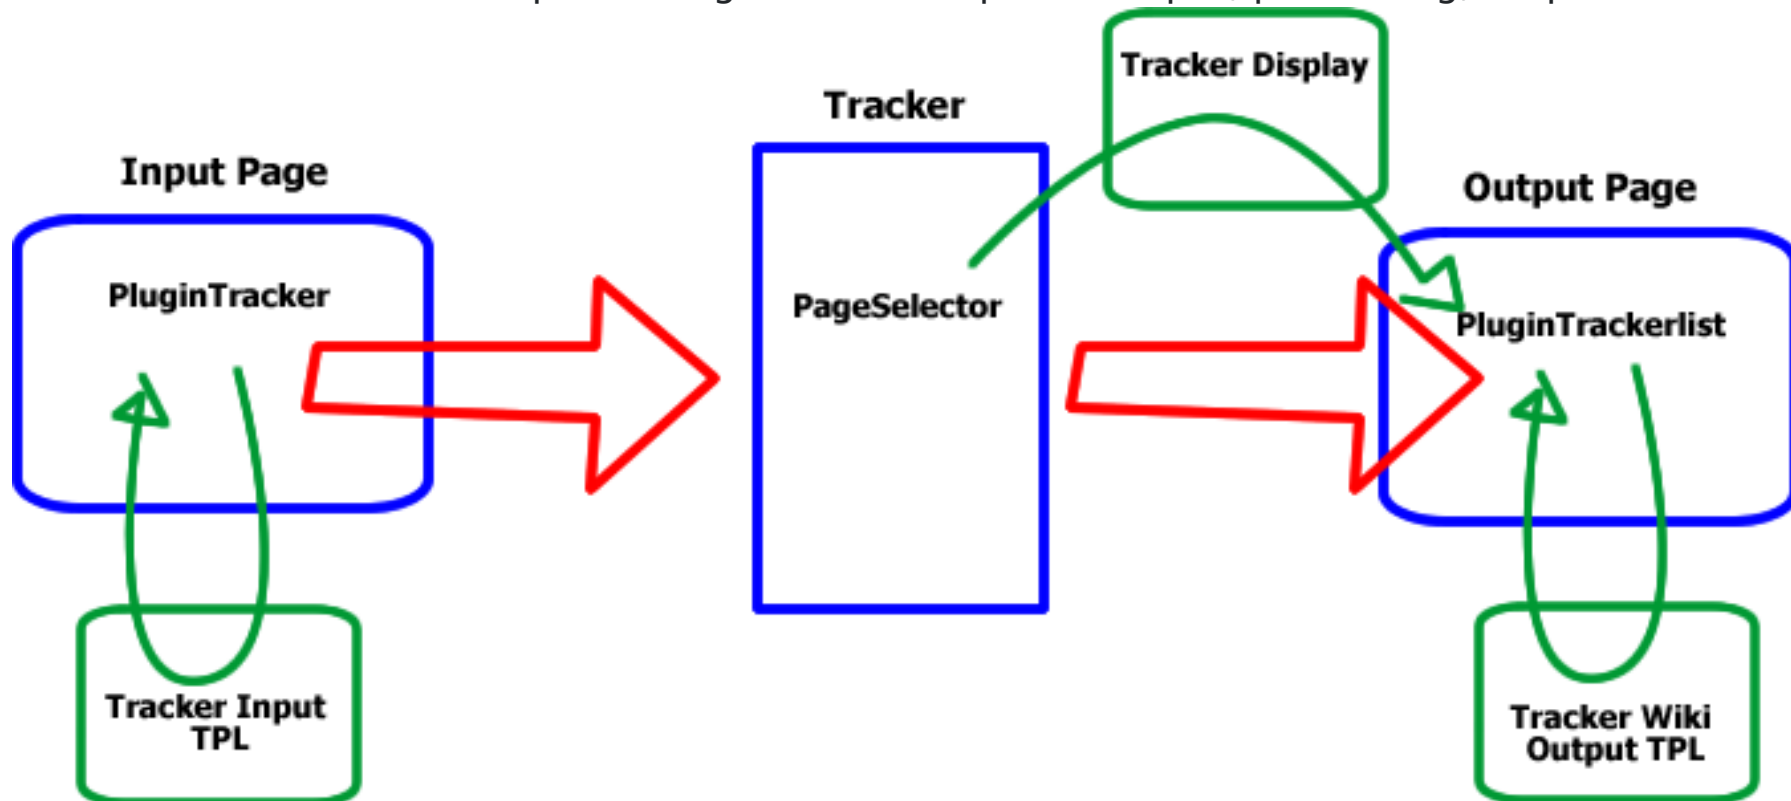 Tracker Display
Tracker
Input Page
Output Page
PluginTracker
PageSelector
PluginTrackerlist
Tracker Input
TPL
Tracker Wiki
Output TPL